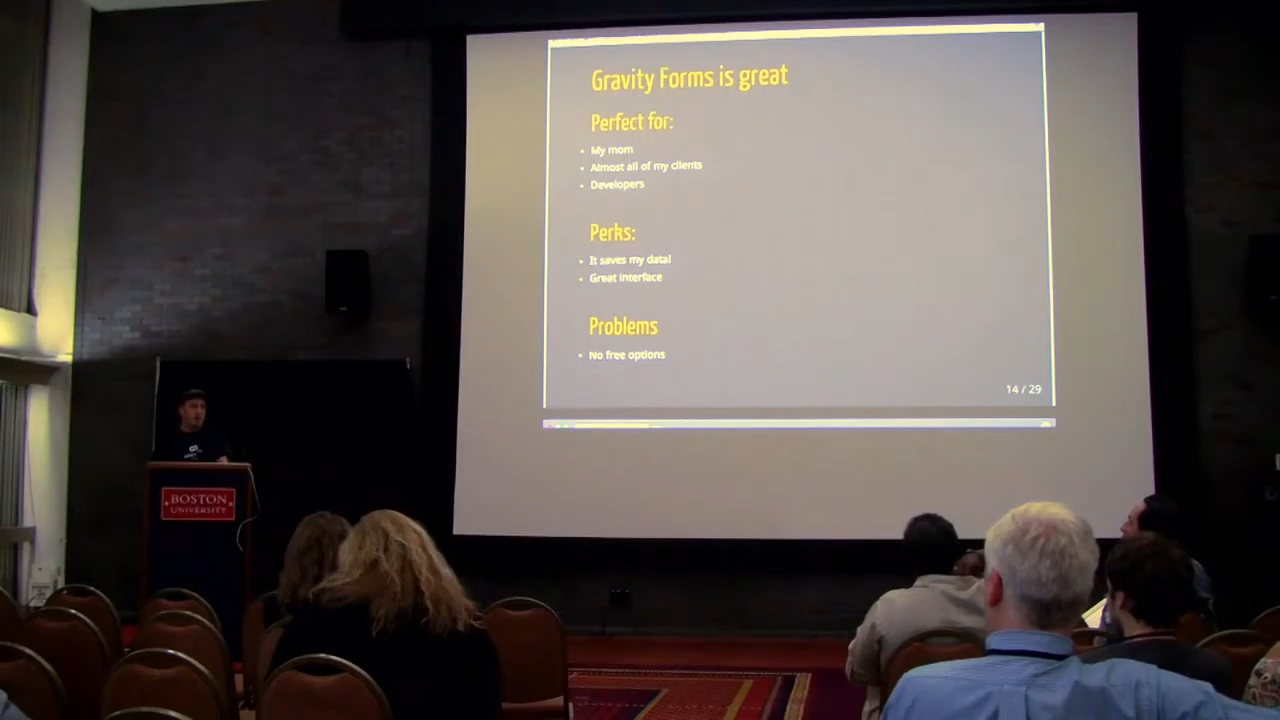 Gravity Forms is great
Perfect for:
• My mom
• Almost all of my clients
• Developers
Perks:
• It saves my data!
• Great interface
Problems
• No free options
14 / 29
BOSTON
UNIVERSITY